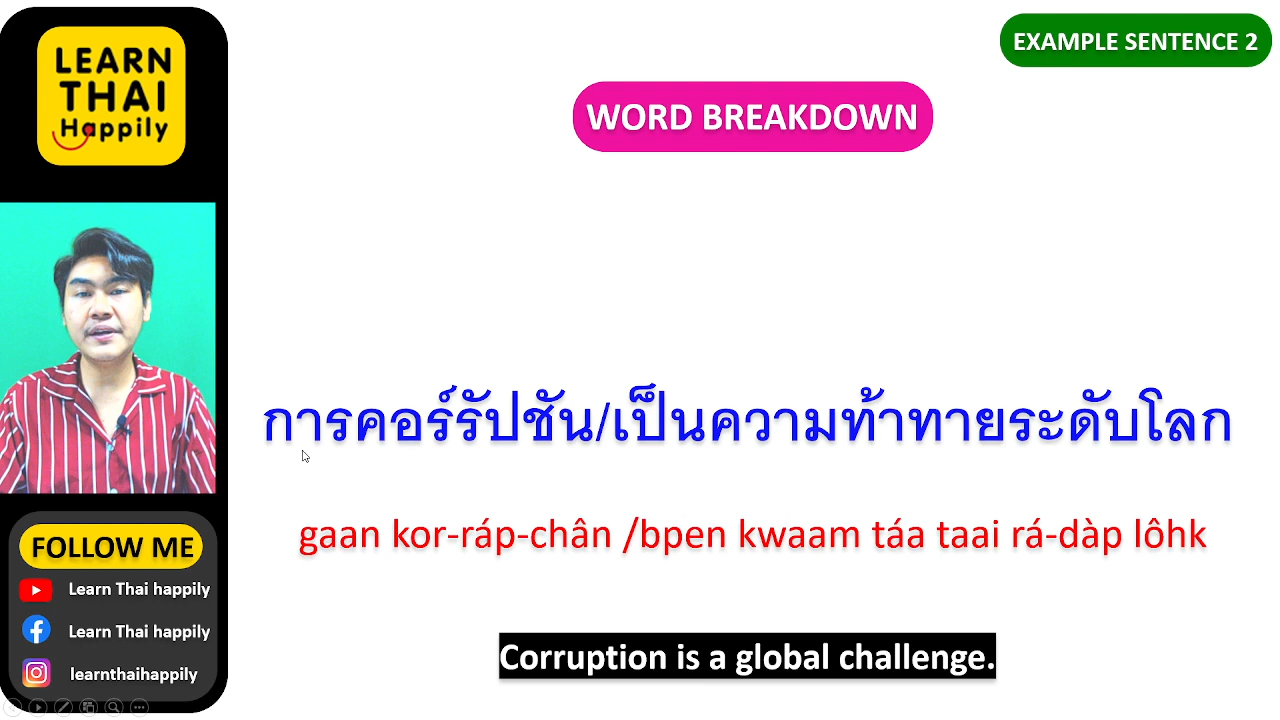 LEARN
THAI
Happily
EXAMPLE SENTENCE 2
WORD BREAKDOWN
การคอร์รัปชัน/เป็นความท้าทายระดับโลก
gaan kor-ráp-chân /bpen kwaam táa taai rá-dàp lôhk
Corruption is a global challenge.
FOLLOW ME
Learn Thai happily
Learn Thai happily
learnthaihappily